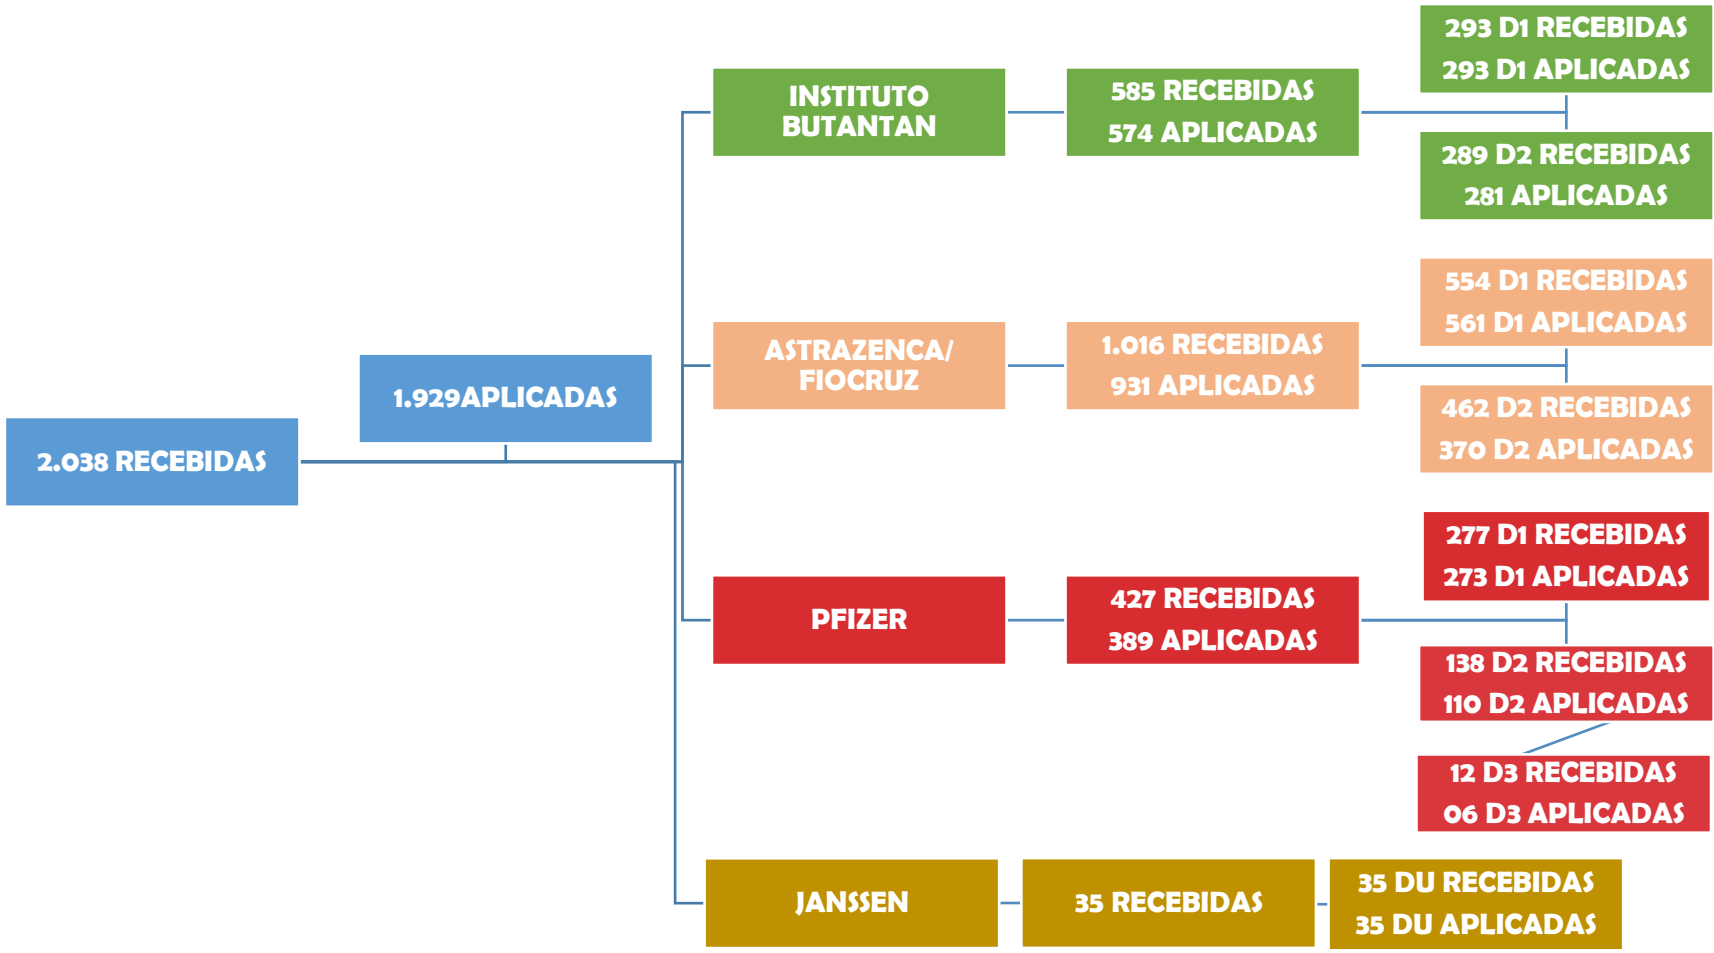 2.038 RECEBIDAS
1.929APLICADAS
INSTITUTO
BUTANTAN
585 RECEBIDAS
574 APLICADAS
293 D1 RECEBIDAS
293 D1 APLICADAS
289 D2 RECEBIDAS
281 APLICADAS
ASTRAZENCA/
FIOCRUZ
1.016 RECEBIDAS
931 APLICADAS
554 D1 RECEBIDAS
561 D1 APLICADAS
462 D2 RECEBIDAS
370 D2 APLICADAS
PFIZER
427 RECEBIDAS
389 APLICADAS
277 D1 RECEBIDAS
273 D1 APLICADAS
138 D2 RECEBIDAS
110 D2 APLICADAS
12 D3 RECEBIDAS
06 D3 APLICADAS
JANSSEN
35 RECEBIDAS
35 DU RECEBIDAS
35 DU APLICADAS